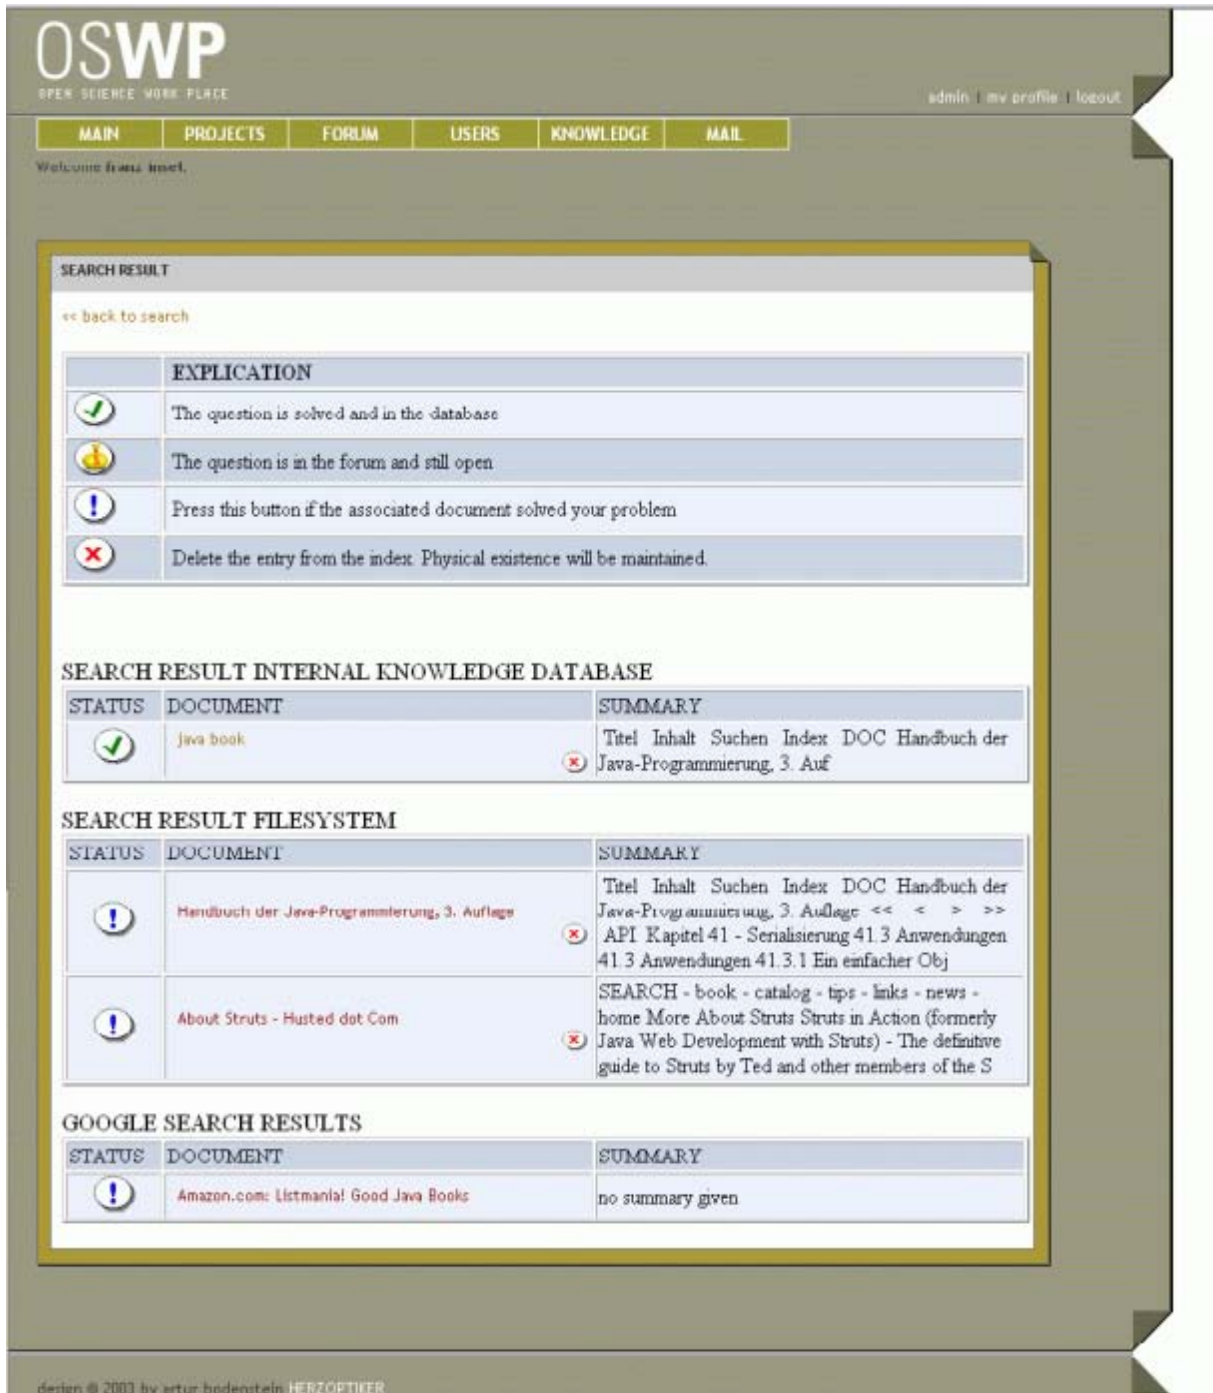 OSWP
OPEN SCIENCE WORK PLACE
admin | my profile | logout
MAIN PROJECTS FORUM USERS KNOWLEDGE MAIL
Welcome franz insel.
SEARCH RESULT
<< back to search
EXPLICATION
The question is solved and in the database
The question is in the forum and still open
Press this button if the associated document solved your problem
Delete the entry from the index. Physical existence will be maintained.
SEARCH RESULT INTERNAL KNOWLEDGE DATABASE
STATUS DOCUMENT SUMMARY
java book
Titel Inhalt Suchen Index DOC Handbuch der
Java-Programmierung, 3. Auf
SEARCH RESULT FILESYSTEM
STATUS DOCUMENT SUMMARY
Handbuch der Java-Programmierung, 3. Auflage
Titel Inhalt Suchen Index DOC Handbuch der
Java-Programmierung, 3. Auflage << < > >>
API Kapitel 41 - Serialisierung 41.3 Anwendungen
41.3 Anwendungen 41.3.1 Ein einfacher Obj
About Struts - Husted dot Com
SEARCH - book - catalog - tips - links - news -
home More About Struts Struts in Action (formerly
Java Web Development with Struts) - The definitive
guide to Struts by Ted and other members of the S
GOOGLE SEARCH RESULTS
STATUS DOCUMENT SUMMARY
Amazon.com: Listmania! Good Java Books
no summary given
design © 2003 by artur bodenstein HERZOPTIKER